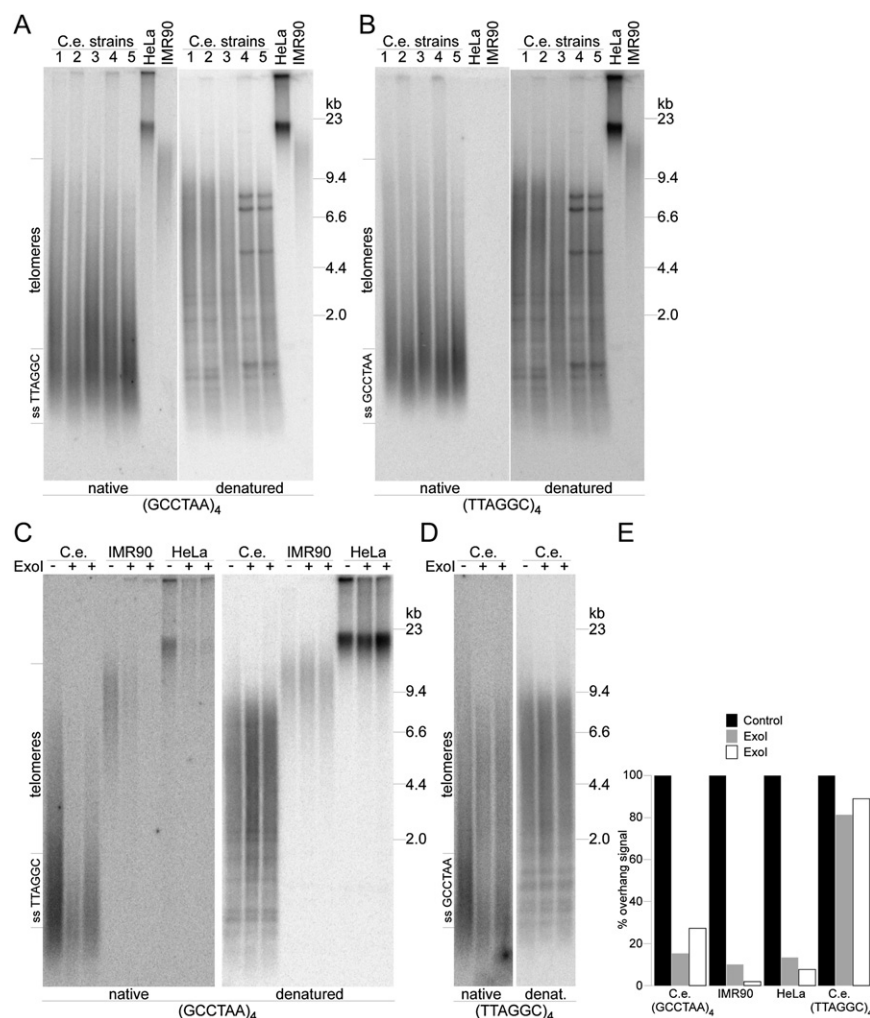 A
B
C.e. strains
C.e. strains
HeLa
IMR90
1 2 3 4 5
1 2 3 4 5
HeLa
IMR90
kb
23
9.4
6.6
4.4
2.0
telomeres
ss TTAGGC
native
denatured
(GCCTAA)4
C.e. strains
C.e. strains
HeLa
IMR90
1 2 3 4 5
1 2 3 4 5
HeLa
IMR90
kb
23
9.4
6.6
4.4
2.0
telomeres
ss GCCTAA
native
denatured
(TTAGGC)4
C
C.e. IMR90 HeLa
C.e. IMR90 HeLa
ExoI - + + - + + - + +
- + + - + + - + +
kb
23
9.4
6.6
4.4
2.0
telomeres
ss TTAGGC
native
denatured
(GCCTAA)4
D
C.e. C.e.
ExoI - + + - + +
kb
23
9.4
6.6
4.4
2.0
telomeres
ss GCCTAA
native denat.
(TTAGGC)4
E
Control
ExoI
ExoI
% overhang signal
100
80
60
40
20
0
C.e.
(GCCTAA)4
IMR90
HeLa
C.e.
(TTAGGC)4